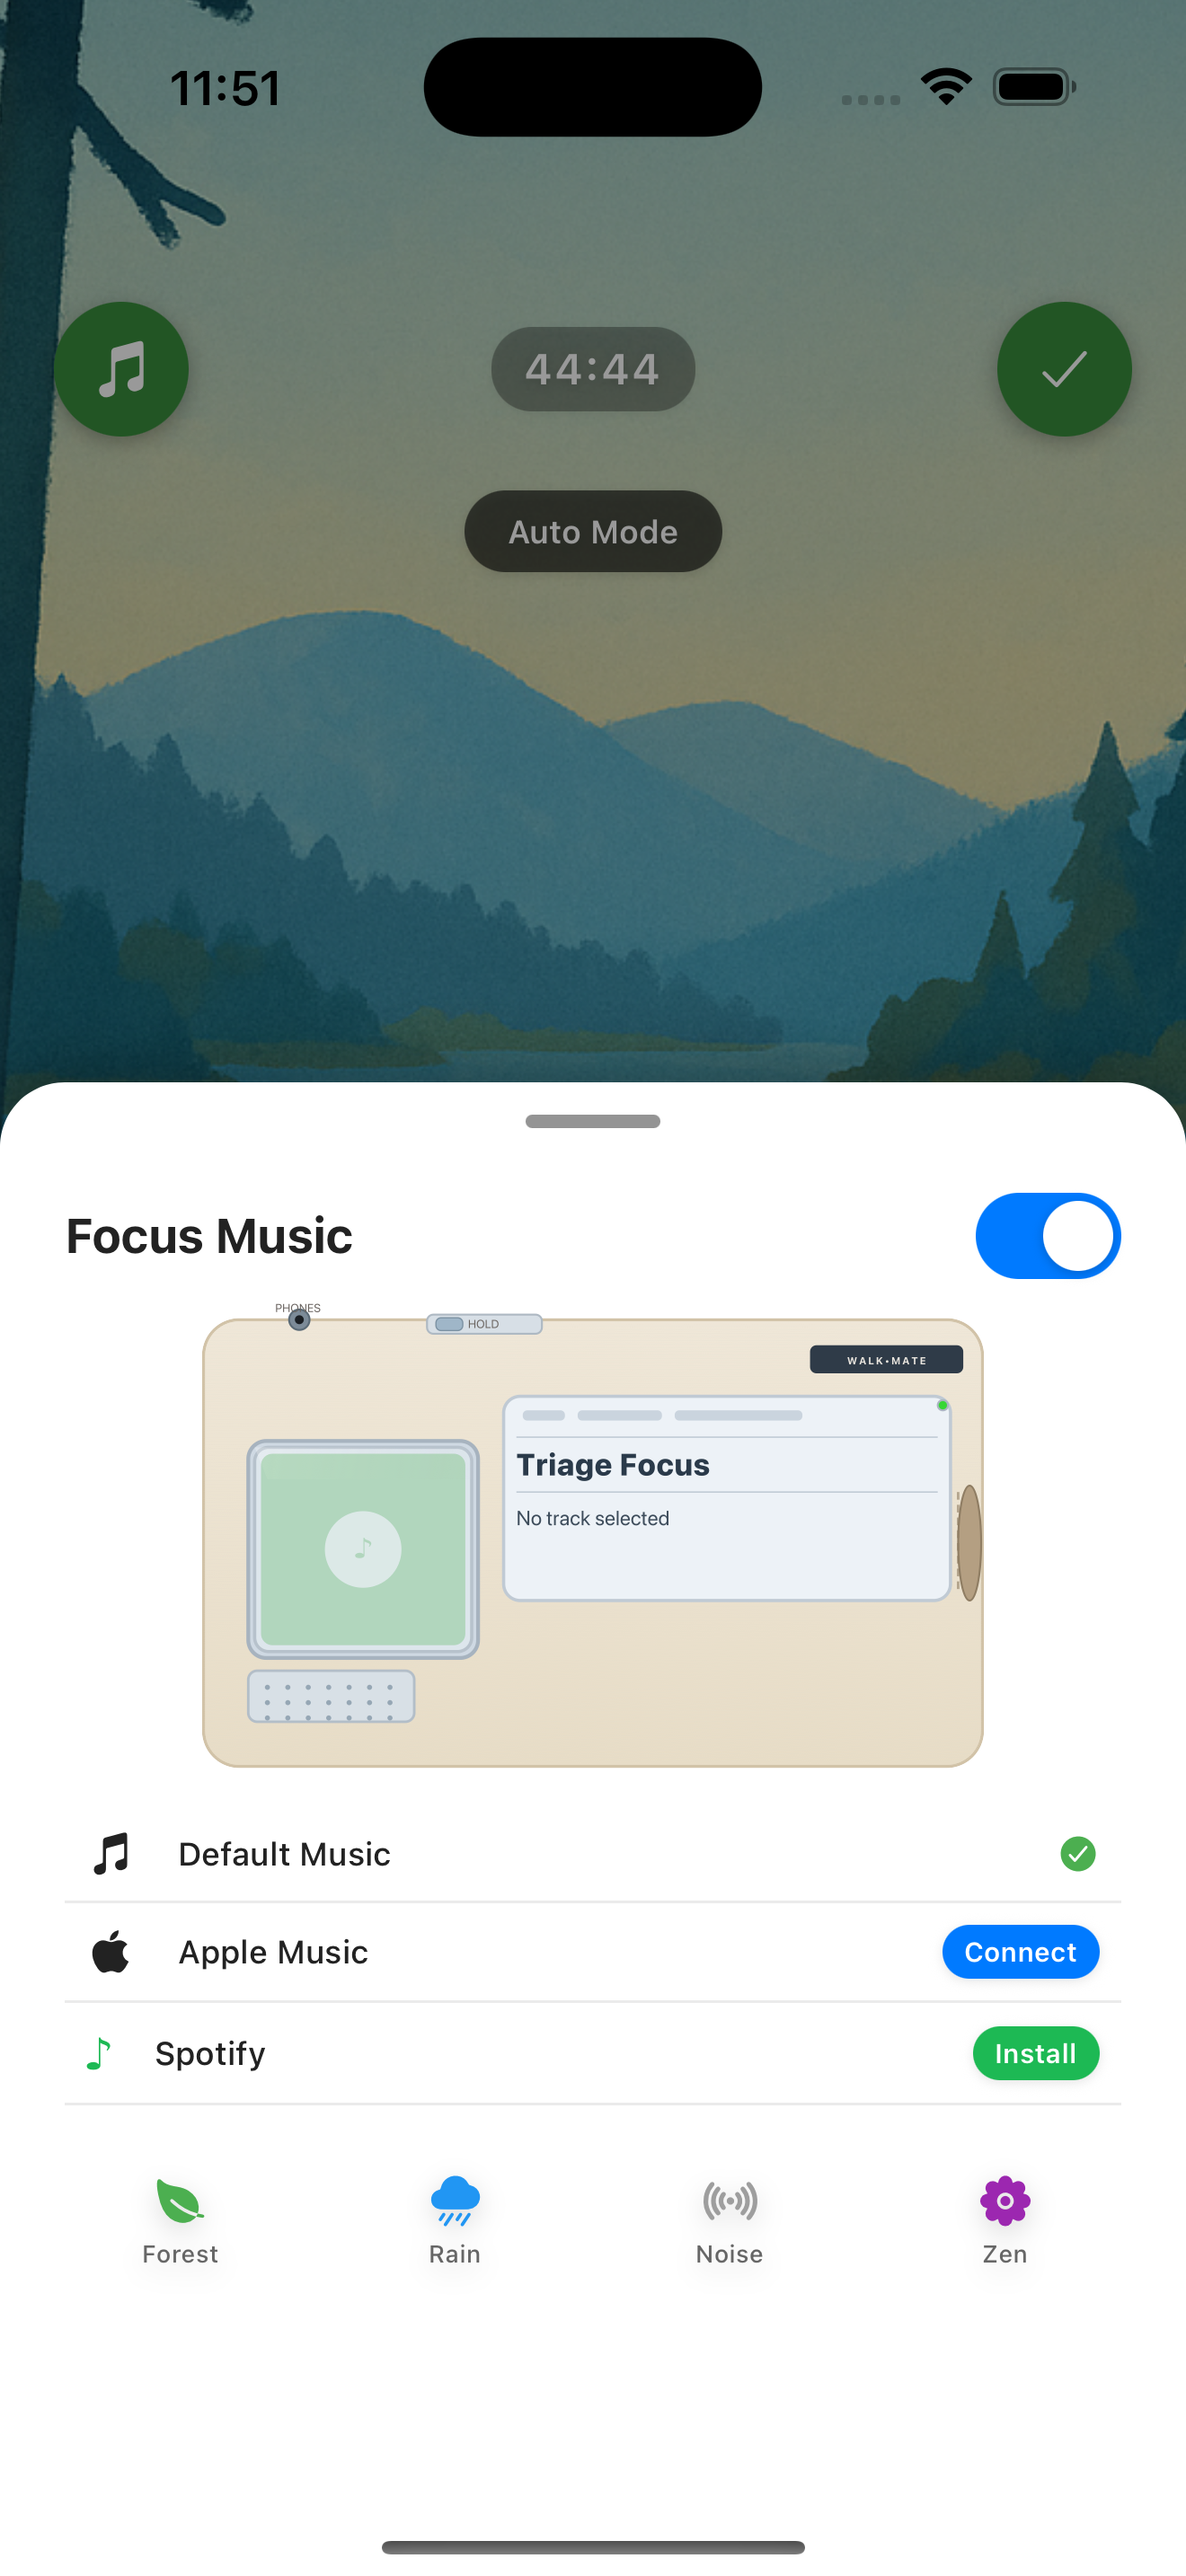 11:51
44:44
Auto Mode
Focus Music
PHONES
HOLD
WALK•MATE
Triage Focus
No track selected
Default Music
Apple Music
Connect
Spotify
Install
Forest
Rain
Noise
Zen